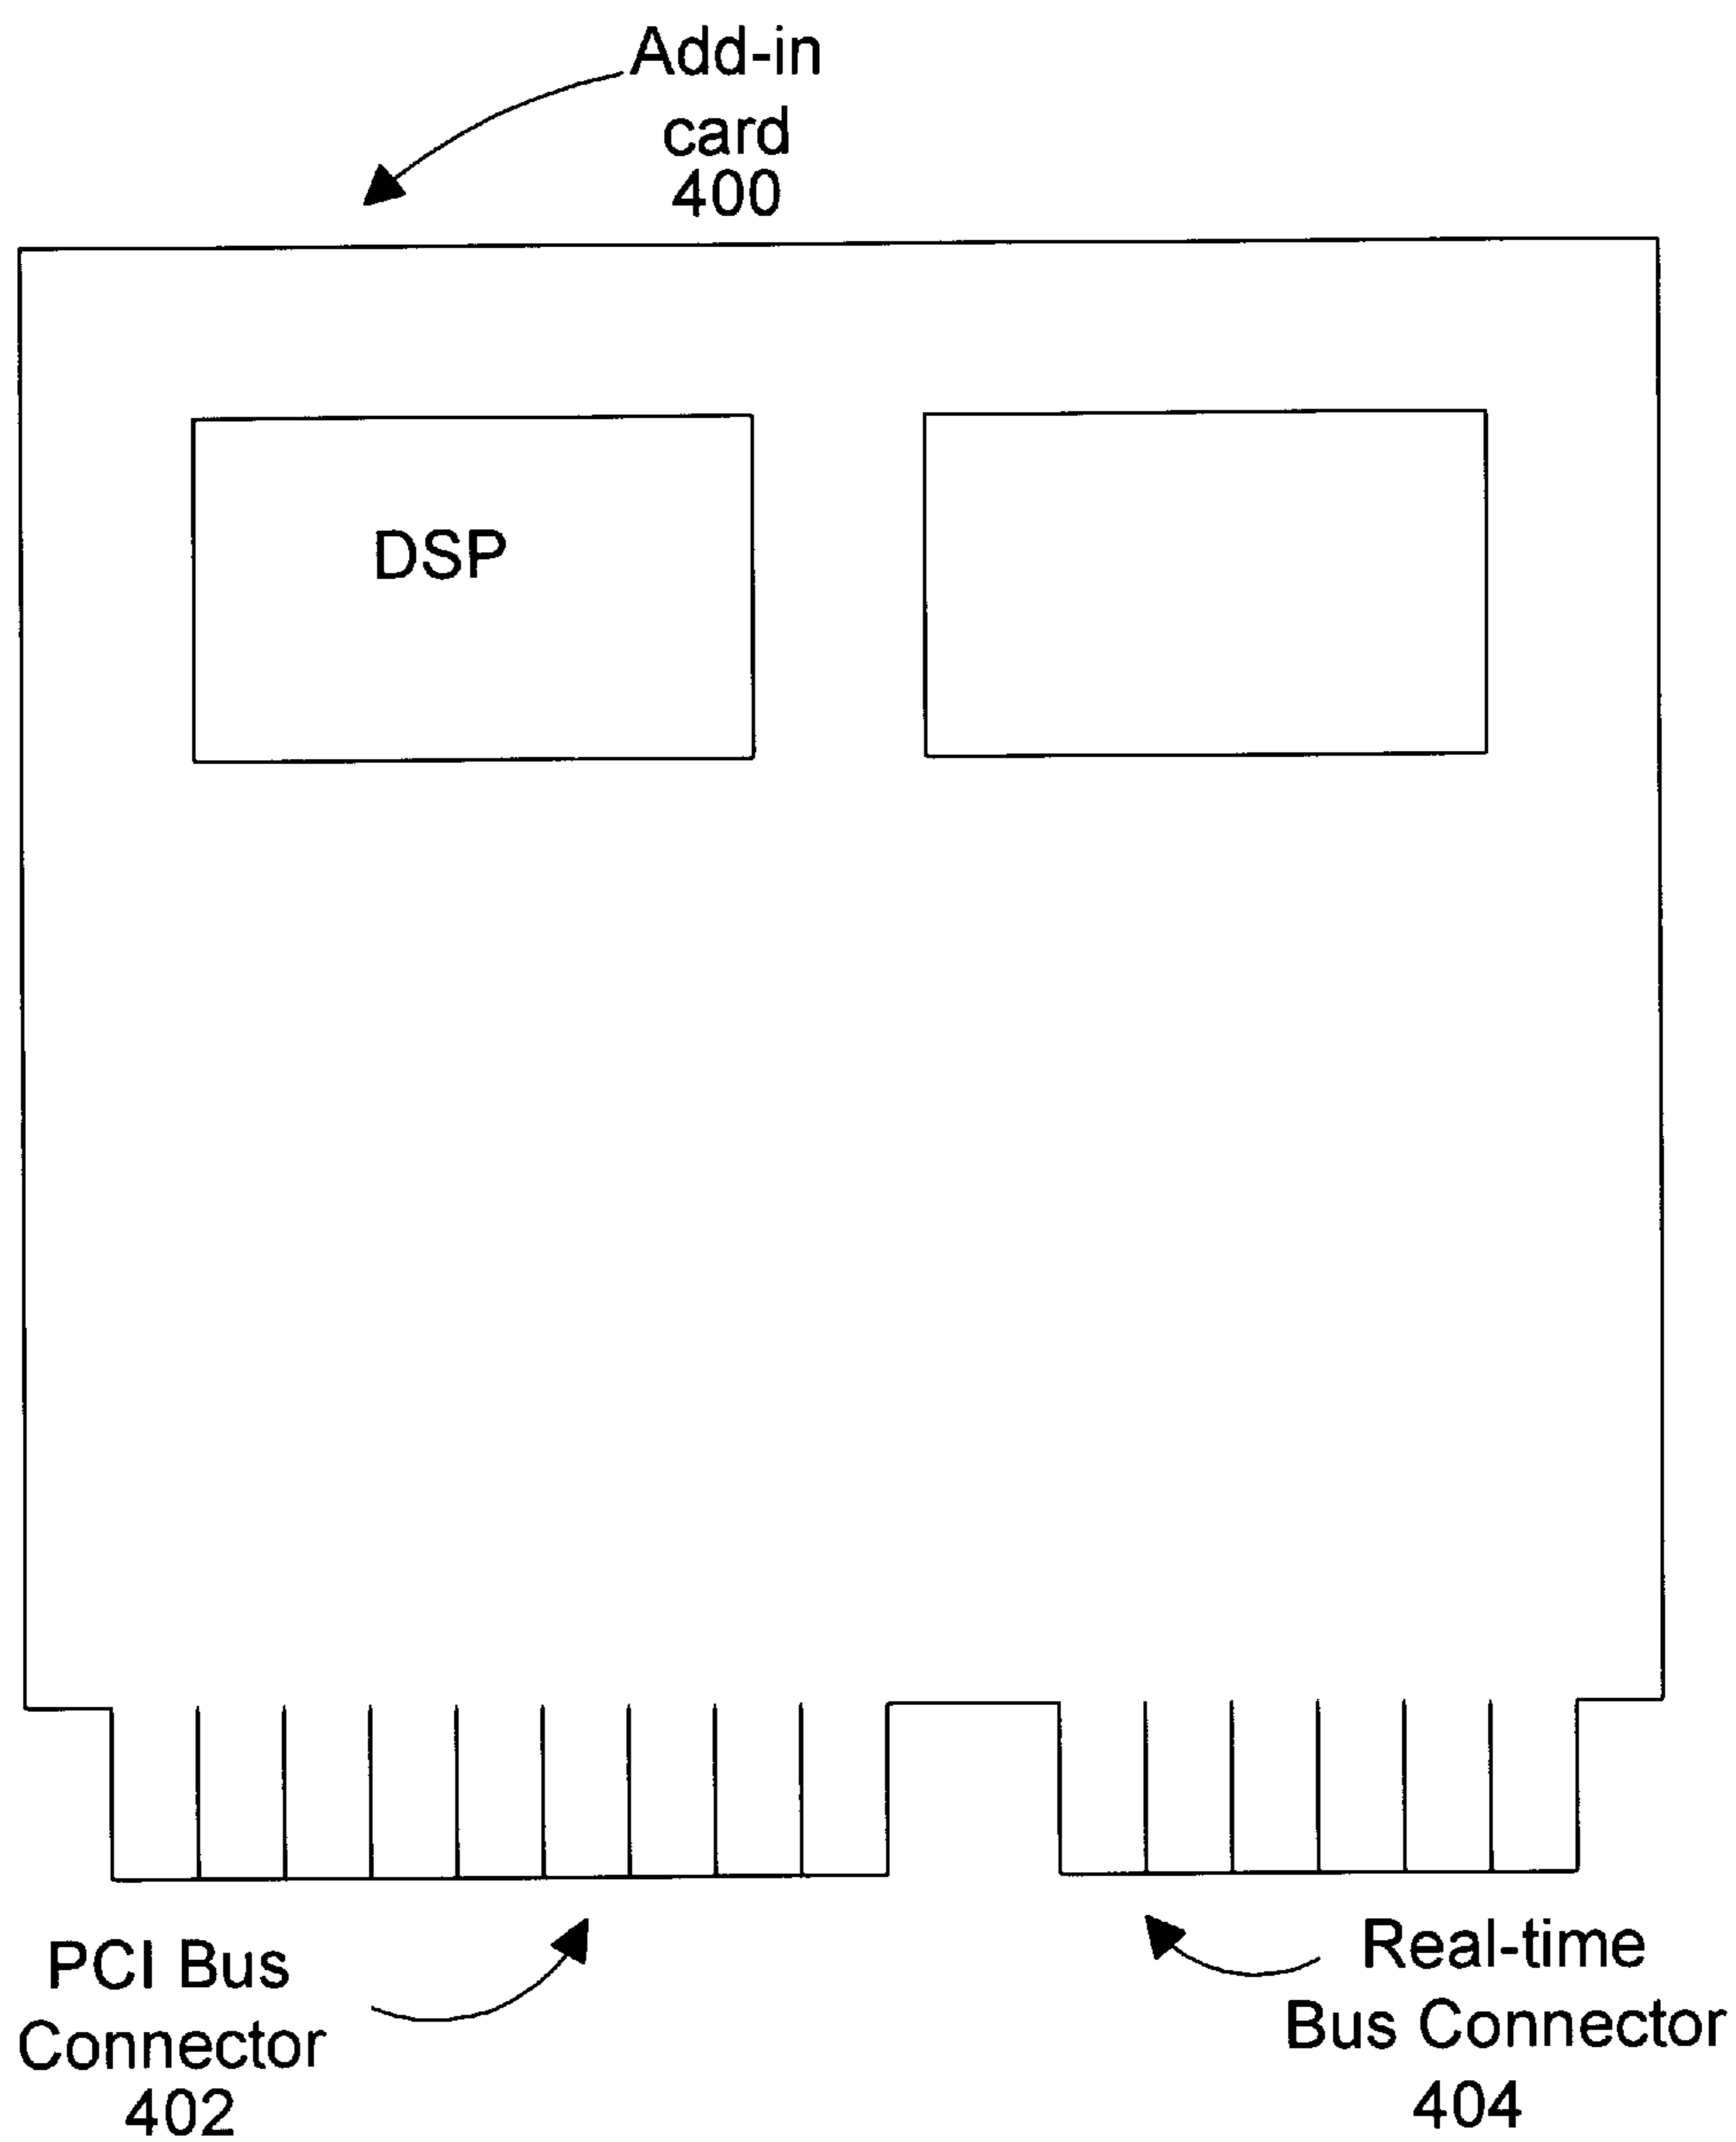 Add-in
card
400
DSP
PCI Bus
Connector
402
Real-time
Bus Connector
404